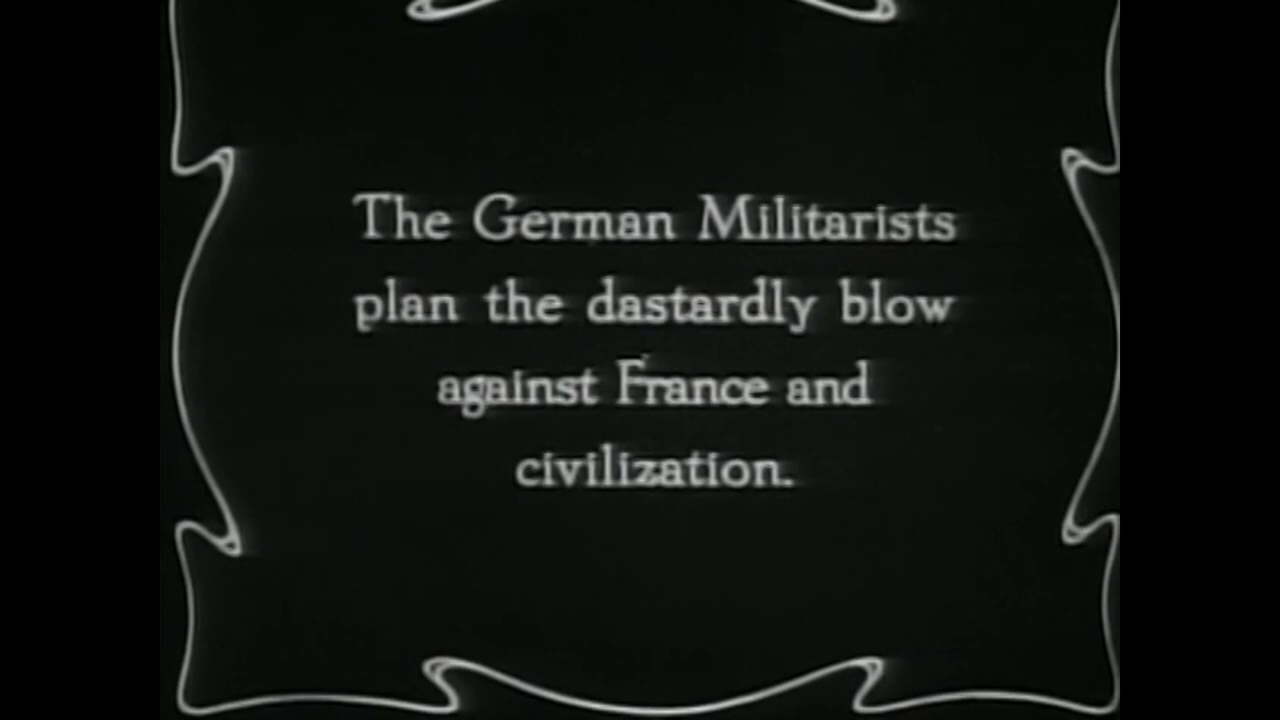 The German Militarists
plan the dastardly blow
against France and
civilization.